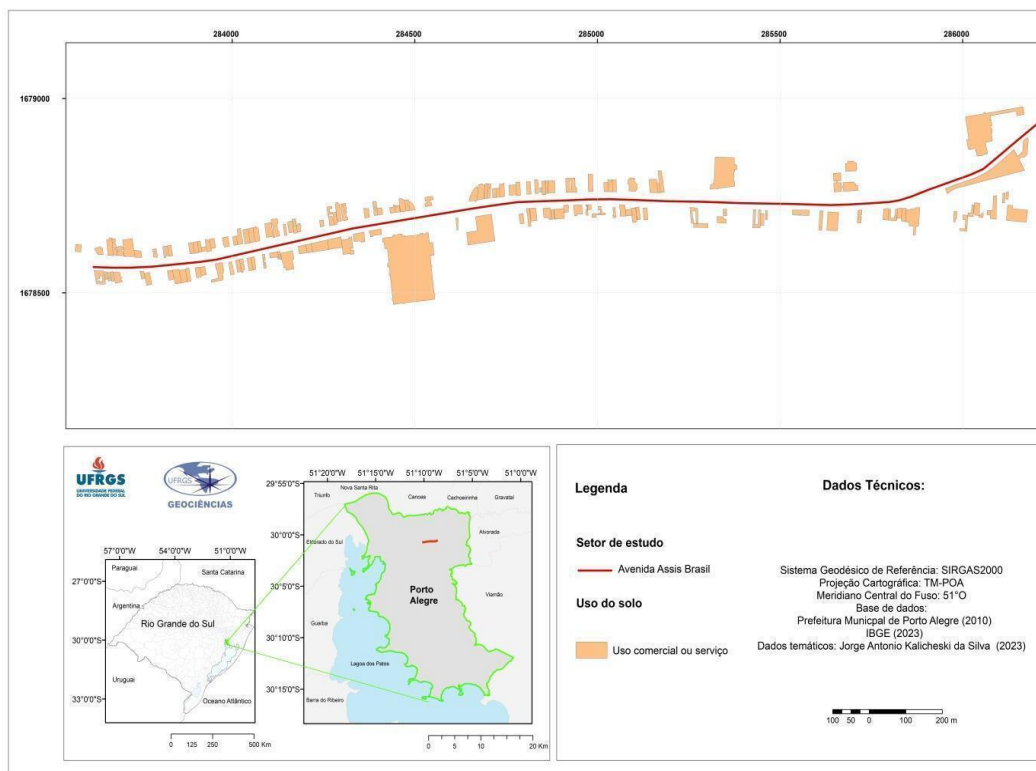 284000 284500 285000 285500 286000
1679000
1678500
UFRGS
UNIVERSIDADE FEDERAL
DO RIO GRANDE DO SUL
UFRGS
GEOCIÊNCIAS
57°0'0"W 54°0'0"W 51°0'0"W
27°0'0"S
30°0'0"S
33°0'0"S
Paraguai
Santa Catarina
Argentina
Rio Grande do Sul
Uruguai
Oceano Atlântico
0 125 250 500 Km
51°20'0"W 51°15'0"W 51°10'0"W 51°5'0"W 51°0'0"W
29°55'0"S
30°0'0"S
30°5'0"S
30°10'0"S
30°15'0"S
Triunfo
Nova Santa Rita
Canoas
Cachoeirinha
Gravataí
Eldorado do Sul
Alvorada
Porto
Alegre
Viamão
Guaíba
Lagoa dos Patos
Barra do Ribeiro
0 5 10 20 Km
Legenda
Setor de estudo
Avenida Assis Brasil
Uso do solo
Uso comercial ou serviço
Dados Técnicos:
Sistema Geodésico de Referência: SIRGAS2000
Projeção Cartográfica: TM-POA
Meridiano Central do Fuso: 51°O
Base de dados:
Prefeitura Municpal de Porto Alegre (2010)
IBGE (2023)
Dados temáticos: Jorge Antonio Kalicheski da Silva (2023)
100 50 0 100 200 m